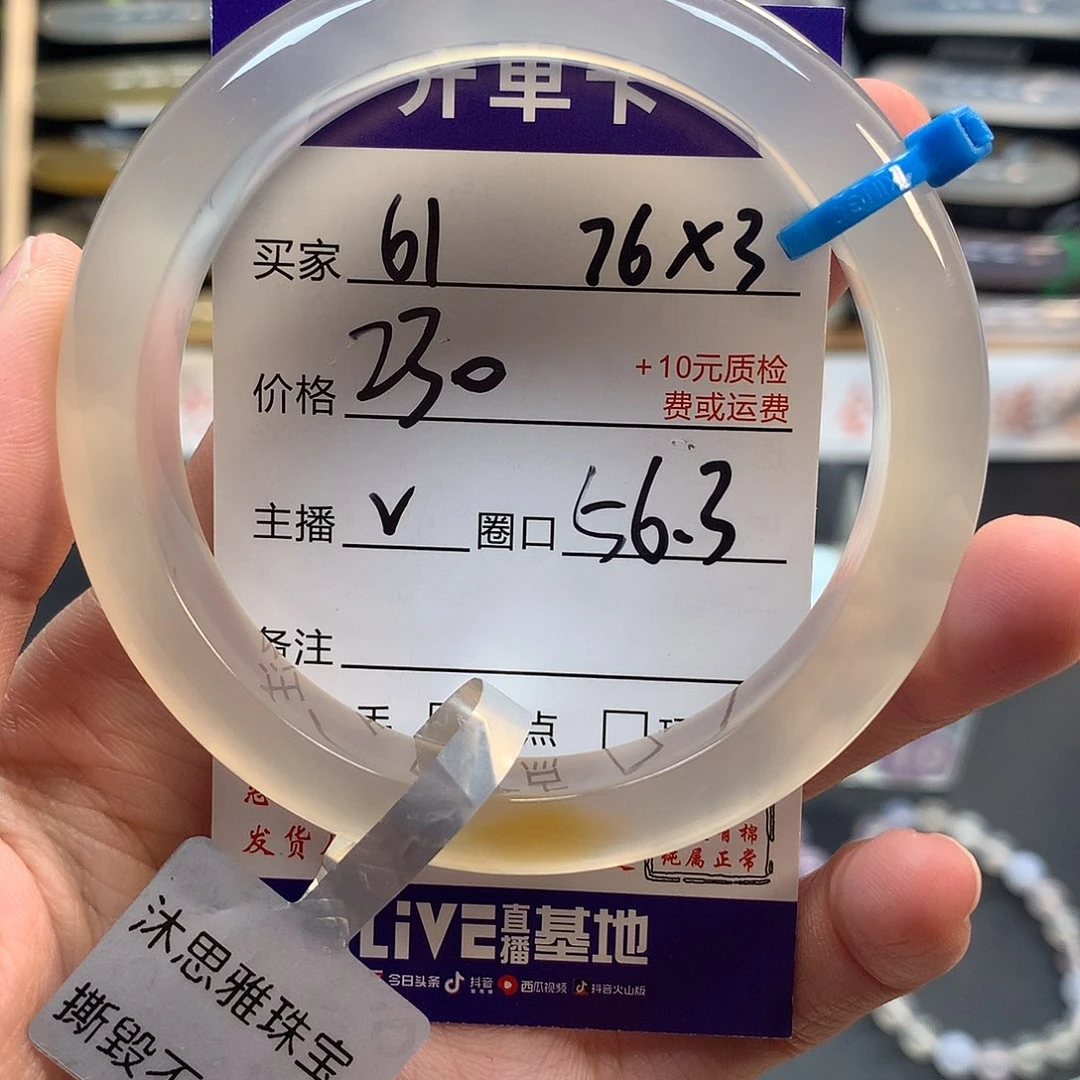 开单卡
买家 61 76×3
价格 230
+10元质检
费或运费
主播 V 圈口 56.3
备注
点
发货
有棉
纯属正常
LiVE直播基地
今日头条 抖音 西瓜视频 抖音火山版
沐思雅珠宝
撕毁不